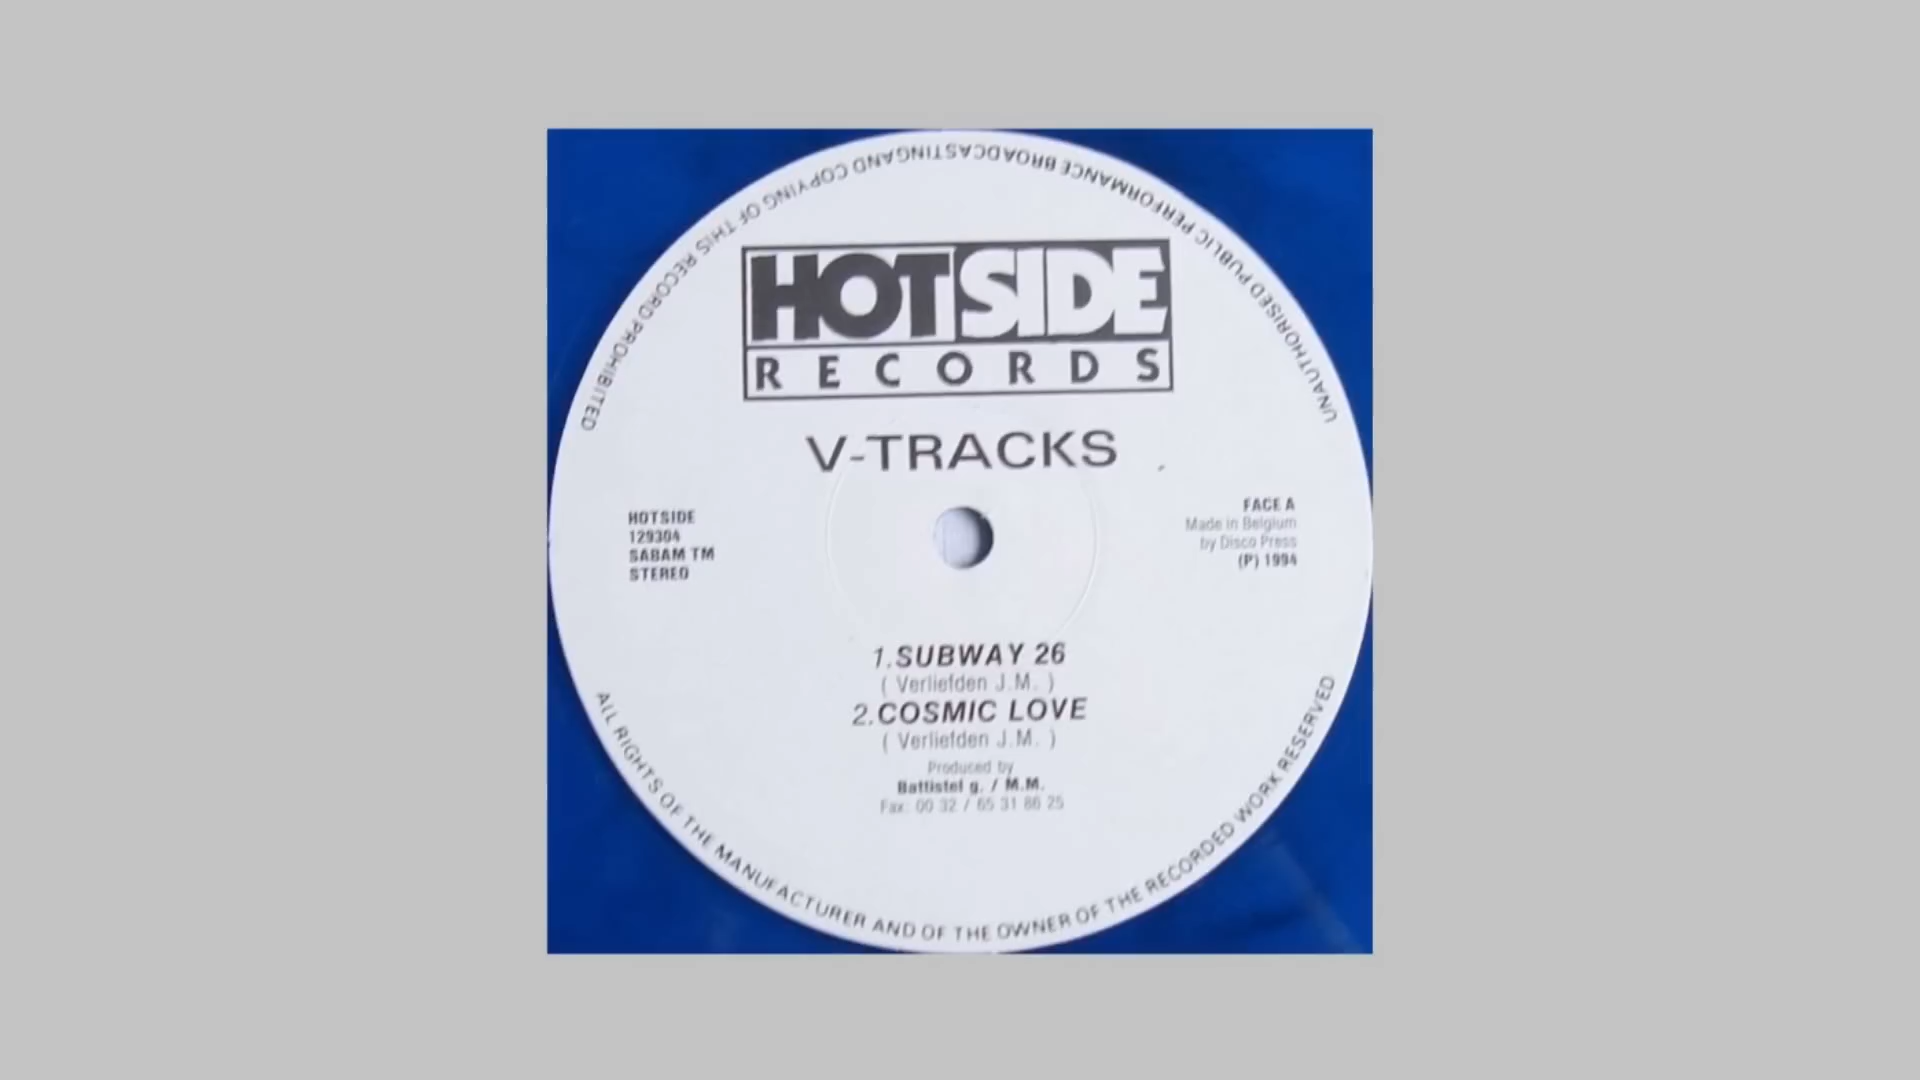 UNAUTHORISED PUBLIC PERFORMANCE BROADCASTINGAND COPYING OF THIS RECORD PROHIBITED
HOTSIDE
RECORDS
V-TRACKS
HOTSIDE
129304
SABAM TM
STEREO
FACE A
Made in Belgium
by Disco Press
(P) 1994
1.SUBWAY 26
( Verliefden J.M. )
2.COSMIC LOVE
( Verliefden J.M. )
Produced by
Battistel g. / M.M.
Fax: 00 32 / 65 31 86 25
ALL RIGHTS OF THE MANUFACTURER AND OF THE OWNER OF THE RECORDED WORK RESERVED